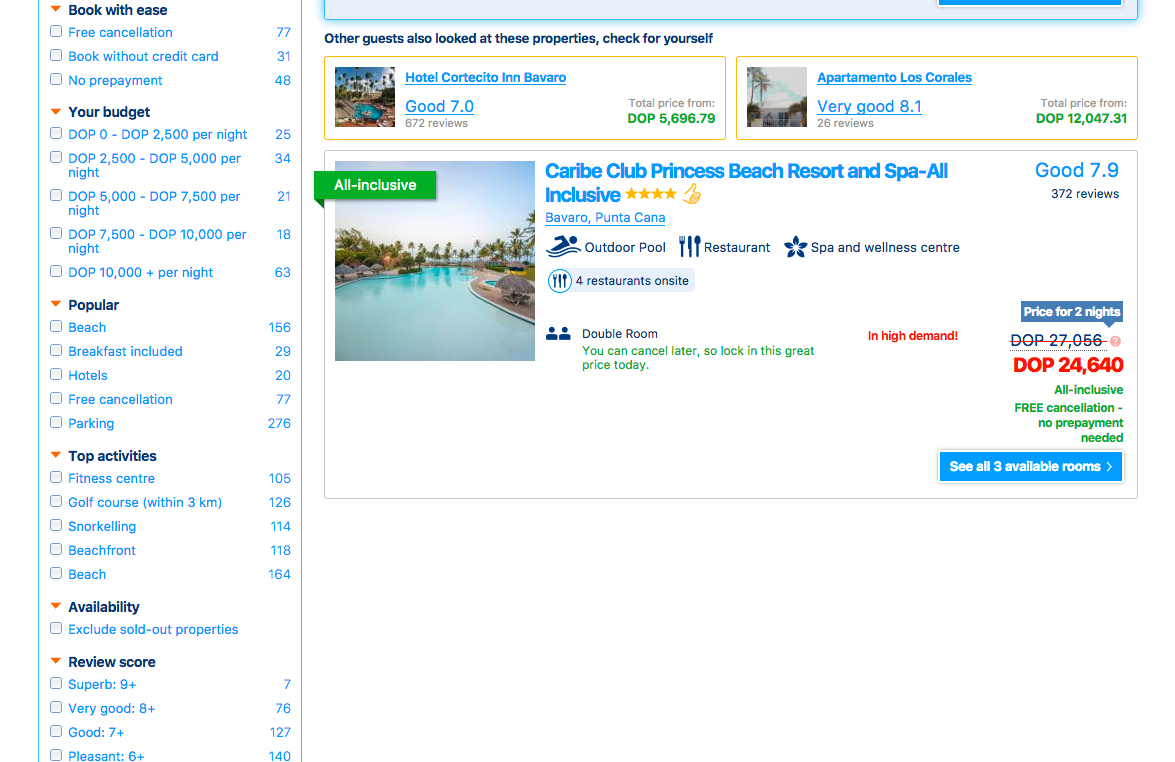 Book with ease
Free cancellation 77
Book without credit card 31
No prepayment 48
Your budget
DOP 0 - DOP 2,500 per night 25
DOP 2,500 - DOP 5,000 per 34
night
DOP 5,000 - DOP 7,500 per 21
night
DOP 7,500 - DOP 10,000 per 18
night
DOP 10,000 + per night 63
Popular
Beach 156
Breakfast included 29
Hotels 20
Free cancellation 77
Parking 276
Top activities
Fitness centre 105
Golf course (within 3 km) 126
Snorkelling 114
Beachfront 118
Beach 164
Availability
Exclude sold-out properties
Review score
Superb: 9+ 7
Very good: 8+ 76
Good: 7+ 127
Pleasant: 6+ 140
Other guests also looked at these properties, check for yourself
Hotel Cortecito Inn Bavaro
Good 7.0
672 reviews
Total price from:
DOP 5,696.79
Apartamento Los Corales
Very good 8.1
26 reviews
Total price from:
DOP 12,047.31
All-inclusive
Caribe Club Princess Beach Resort and Spa-All
Inclusive
Good 7.9
372 reviews
Bavaro, Punta Cana
Outdoor Pool Restaurant Spa and wellness centre
4 restaurants onsite
Double Room
You can cancel later, so lock in this great
price today.
In high demand!
Price for 2 nights
DOP 27,056 ?
DOP 24,640
All-inclusive
FREE cancellation -
no prepayment
needed
See all 3 available rooms >